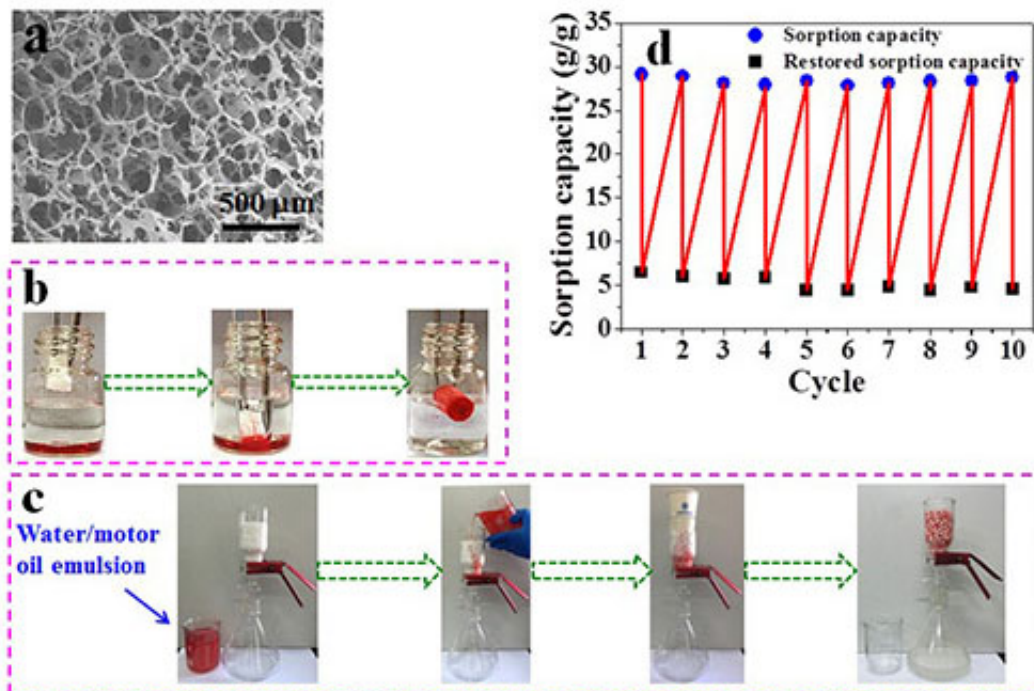 a
500 µm
d
Sorption capacity (g/g)
35
30
25
20
15
10
5
0
Sorption capacity
Restored sorption capacity
1 2 3 4 5 6 7 8 9 10
Cycle
b
c
Water/motor
oil emulsion